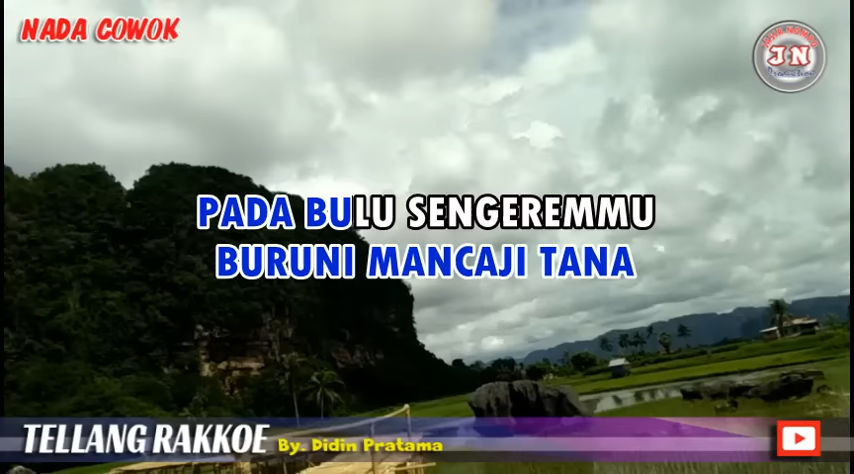 NADA COWOK
JN
PADA BULU SENGEREMMU
BURUNI MANCAJI TANA
TELLANG RAKKOE By. Didin Pratama